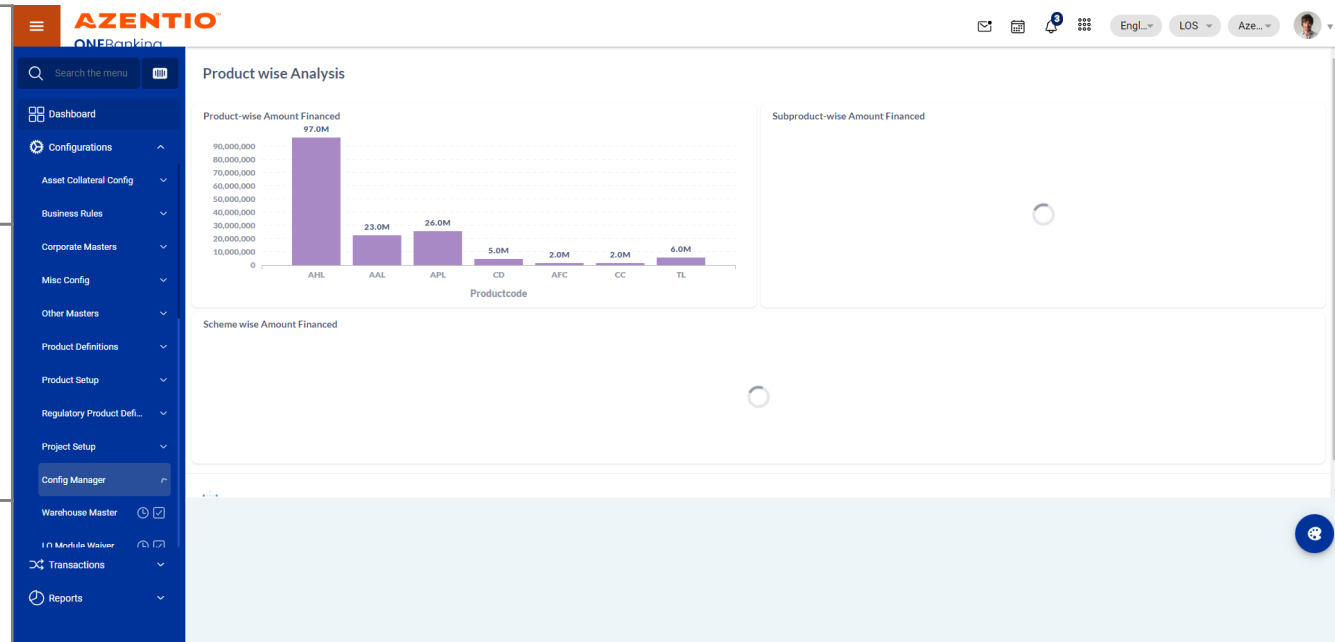 AZENTIO
ONEBanking
3
Engl...
LOS
Aze...
Search the menu
Dashboard
Configurations
Asset Collateral Config
Business Rules
Corporate Masters
Misc Config
Other Masters
Product Definitions
Product Setup
Regulatory Product Defi...
Project Setup
Config Manager
Warehouse Master
LO Module Waiver
Transactions
Reports
Product wise Analysis
Product-wise Amount Financed
97.0M
90,000,000
80,000,000
70,000,000
60,000,000
50,000,000
40,000,000
30,000,000
20,000,000
10,000,000
0
23.0M
26.0M
5.0M
2.0M
2.0M
6.0M
AHL AAL APL CD AFC CC TL
Productcode
Subproduct-wise Amount Financed
Scheme wise Amount Financed